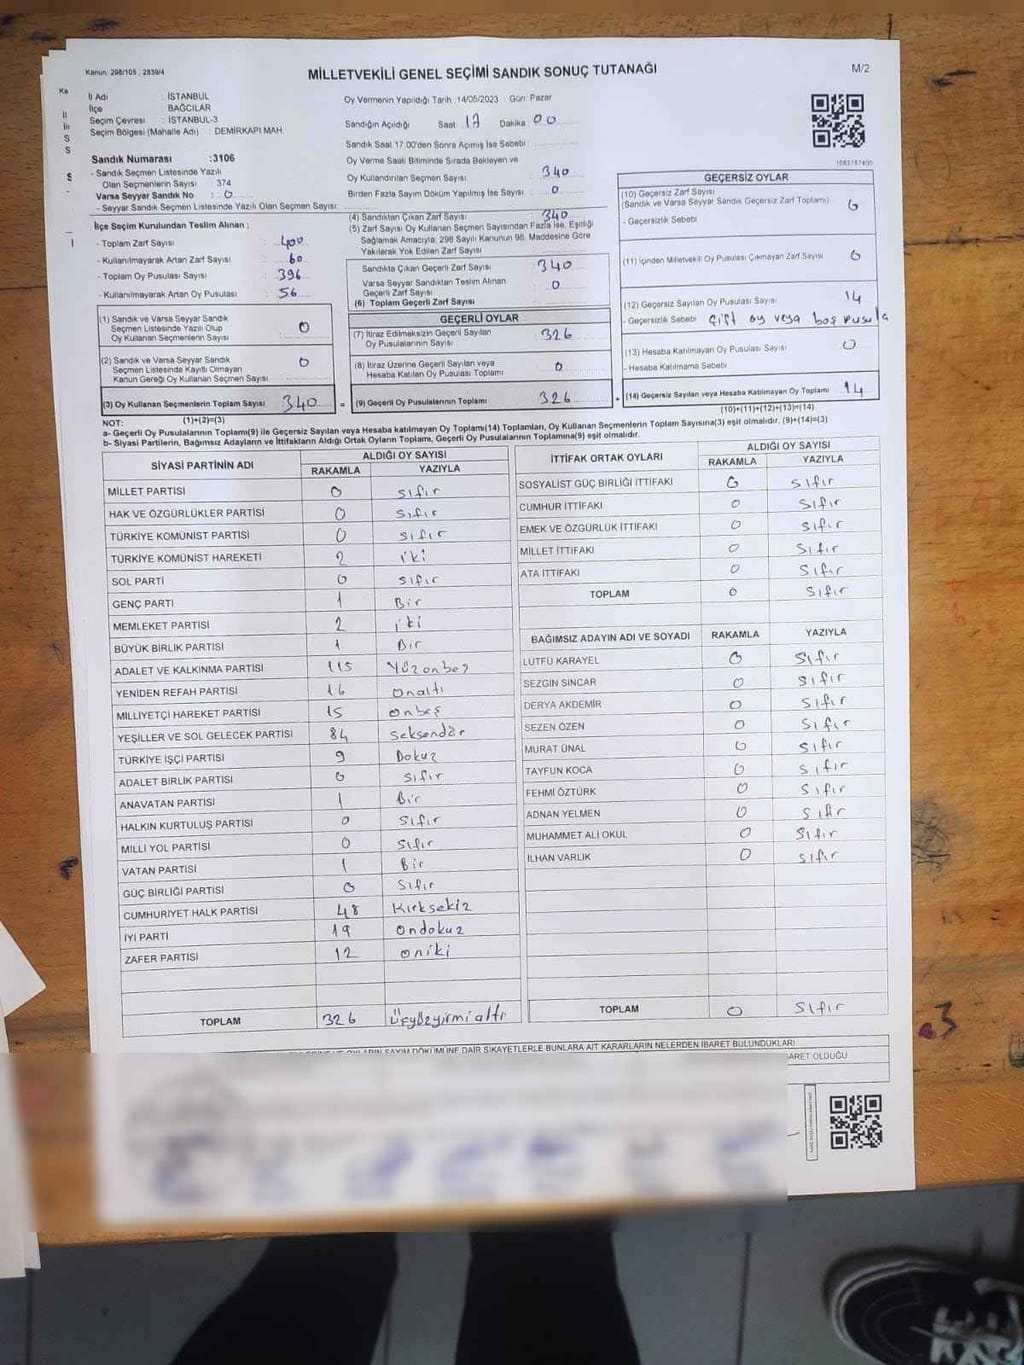 Kanun: 298/105 , 2839/4
MİLLETVEKİLİ GENEL SEÇİMİ SANDIK SONUÇ TUTANAĞI
M/2
İl Adı : İSTANBUL
İlçe : BAĞCILAR
Seçim Çevresi : İSTANBUL-3
Seçim Bölgesi (Mahalle Adı) : DEMİRKAPI MAH.
Sandık Numarası :3106
- Sandık Seçmen Listesinde Yazılı
Olan Seçmenlerin Sayısı : 374
Varsa Seyyar Sandık No : 0
- Seyyar Sandık Seçmen Listesinde Yazılı Olan Seçmen Sayısı:
Oy Vermenin Yapıldığı Tarih :14/05/2023 Gün: Pazar
Sandığın Açıldığı Saat: 17 Dakika: 00
Sandık Saat 17.00'den Sonra Açımış İse Sebebi :
Oy Verme Saati Bitiminde Sırada Bekleyen ve
Oy Kullandırılan Seçmen Sayısı : 340
Birden Fazla Sayım Döküm Yapılmış İse Sayısı : 0
İlçe Seçim Kurulundan Teslim Alınan ;
- Toplam Zarf Sayısı : 400
- Kullanılmayarak Artan Zarf Sayısı : 60
- Toplam Oy Pusulası Sayısı : 396
- Kullanılmayarak Artan Oy Pusulası : 56
(4) Sandıktan Çıkan Zarf Sayısı : 340
(5) Zarf Sayısı Oy Kullanan Seçmen Sayısından Fazla İse, Eşitliği
Sağlamak Amacıyla; 298 Sayılı Kanunun 98. Maddesine Göre
Yakılarak Yok Edilen Zarf Sayısı
Sandıkta Çıkan Geçerli Zarf Sayısı : 340
Varsa Seyyar Sandıktan Teslim Alınan
Geçerli Zarf Sayısı : 0
(6) Toplam Geçerli Zarf Sayısı
1083787400
GEÇERSİZ OYLAR
(10) Geçersiz Zarf Sayısı
(Sandık ve Varsa Seyyar Sandık Geçersiz Zarf Toplamı) : 0
- Geçersizlik Sebebi
(11) İçinden Milletvekili Oy Pusulası Çıkmayan Zarf Sayısı 0
(12) Geçersiz Sayılan Oy Pusulası Sayısı 14
- Geçersizlik Sebebi Çift oy veya boş pusula
(13) Hesaba Katılmayan Oy Pusulası Sayısı 0
- Hesaba Katılmama Sebebi
(14) Geçersiz Sayılan veya Hesaba Katılmayan Oy Toplamı 14
(10)+(11)+(12)+(13)=(14)
(1) Sandık ve Varsa Seyyar Sandık
Seçmen Listesinde Yazılı Olup
Oy Kullanan Seçmenlerin Sayısı 0
(2) Sandık ve Varsa Seyyar Sandık
Seçmen Listesinde Kayıtlı Olmayan
Kanun Gereği Oy Kullanan Seçmen Sayısı 0
(3) Oy Kullanan Seçmenlerin Toplam Sayısı 340
(1)+(2)=(3)
GEÇERLİ OYLAR
(7) İtiraz Edilmeksizin Geçerli Sayılan
Oy Pusulalarının Sayısı : 326
(8) İtiraz Üzerine Geçerli Sayılan veya
Hesaba Katılan Oy Pusulası Toplamı : 0
= (9) Geçerli Oy Pusulalarının Toplamı : 326 +
NOT:
a- Geçerli Oy Pusulalarının Toplamı(9) ile Geçersiz Sayılan veya Hesaba katılmayan Oy Toplamı(14) Toplamları, Oy Kullanan Seçmenlerin Toplam Sayısına(3) eşit olmalıdır. (9)+(14)=(3)
b- Siyasi Partilerin, Bağımsız Adayların ve İttifakların Aldığı Ortak Oyların Toplamı, Geçerli Oy Pusulalarının Toplamına(9) eşit olmalıdır.
SİYASİ PARTİNİN ADI ALDIĞI OY SAYISI
RAKAMLA YAZIYLA
MİLLET PARTİSİ 0 sıfır
HAK VE ÖZGÜRLÜKLER PARTİSİ 0 sıfır
TÜRKİYE KOMÜNİST PARTİSİ 0 sıfır
TÜRKİYE KOMÜNİST HAREKETİ 2 iki
SOL PARTİ 0 sıfır
GENÇ PARTİ 1 Bir
MEMLEKET PARTİSİ 2 iki
BÜYÜK BİRLİK PARTİSİ 1 Bir
ADALET VE KALKINMA PARTİSİ 115 Yüzonbeş
YENİDEN REFAH PARTİSİ 16 onaltı
MİLLİYETÇİ HAREKET PARTİSİ 15 onbeş
YEŞİLLER VE SOL GELECEK PARTİSİ 84 Seksendör
TÜRKİYE İŞÇİ PARTİSİ 9 Dokuz
ADALET BİRLİK PARTİSİ 0 sıfır
ANAVATAN PARTİSİ 1 Bir
HALKIN KURTULUŞ PARTİSİ 0 sıfır
MİLLİ YOL PARTİSİ 0 sıfır
VATAN PARTİSİ 1 Bir
GÜÇ BİRLİĞİ PARTİSİ 0 sıfır
CUMHURİYET HALK PARTİSİ 48 Kırksekiz
İYİ PARTİ 19 ondokuz
ZAFER PARTİSİ 12 oniki
TOPLAM 326 üçyüzyirmialtı
İTTİFAK ORTAK OYLARI ALDIĞI OY SAYISI
RAKAMLA YAZIYLA
SOSYALİST GÜÇ BİRLİĞİ İTTİFAKI 0 sıfır
CUMHUR İTTİFAKI 0 sıfır
EMEK VE ÖZGÜRLÜK İTTİFAKI 0 sıfır
MİLLET İTTİFAKI 0 sıfır
ATA İTTİFAKI 0 sıfır
TOPLAM 0 sıfır
BAĞIMSIZ ADAYIN ADI VE SOYADI RAKAMLA YAZIYLA
LÜTFÜ KARAYEL 0 sıfır
SEZGİN SİNCAR 0 sıfır
DERYA AKDEMİR 0 sıfır
SEZEN ÖZEN 0 sıfır
MURAT ÜNAL 0 sıfır
TAYFUN KOCA 0 sıfır
FEHMİ ÖZTÜRK 0 sıfır
ADNAN YELMEN 0 sıfır
MUHAMMET ALİ OKUL 0 sıfır
İLHAN VARLIK 0 sıfır
TOPLAM 0 sıfır
OYLARIN SAYIM DÖKÜMÜNE DAİR ŞİKAYETLERLE BUNLARA AİT KARARLARIN NELERDEN İBARET BULUNDUKLARI
OLDUĞU